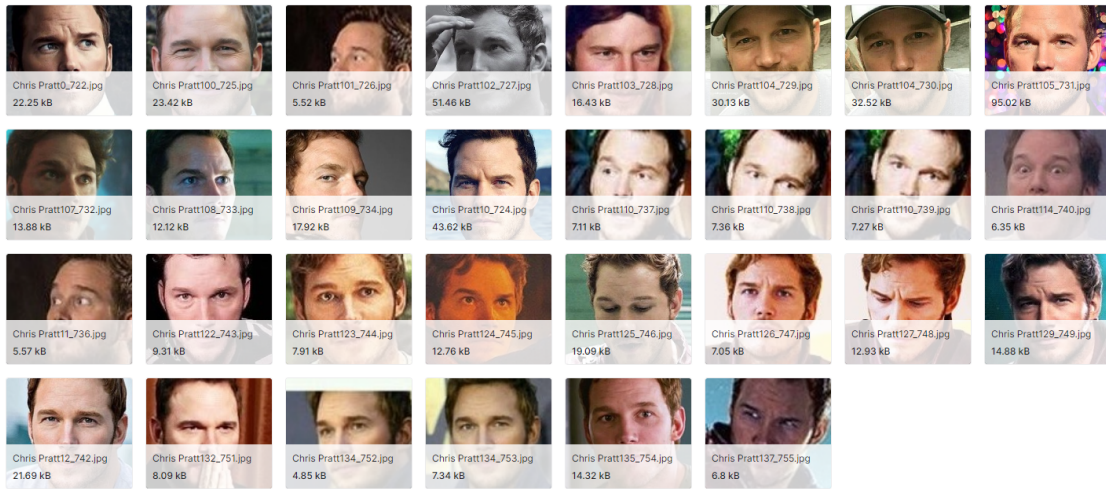 Chris Pratt0_722.jpg
22.25 kB
Chris Pratt100_725.jpg
23.42 kB
Chris Pratt101_726.jpg
5.52 kB
Chris Pratt102_727.jpg
51.46 kB
Chris Pratt103_728.jpg
16.43 kB
Chris Pratt104_729.jpg
30.13 kB
Chris Pratt104_730.jpg
32.52 kB
Chris Pratt105_731.jpg
95.02 kB
Chris Pratt107_732.jpg
13.88 kB
Chris Pratt108_733.jpg
12.12 kB
Chris Pratt109_734.jpg
17.92 kB
Chris Pratt10_724.jpg
43.62 kB
Chris Pratt110_737.jpg
7.11 kB
Chris Pratt110_738.jpg
7.36 kB
Chris Pratt110_739.jpg
7.27 kB
Chris Pratt114_740.jpg
6.35 kB
Chris Pratt11_736.jpg
5.57 kB
Chris Pratt122_743.jpg
9.31 kB
Chris Pratt123_744.jpg
7.91 kB
Chris Pratt124_745.jpg
12.76 kB
Chris Pratt125_746.jpg
19.09 kB
Chris Pratt126_747.jpg
7.05 kB
Chris Pratt127_748.jpg
12.93 kB
Chris Pratt129_749.jpg
14.88 kB
Chris Pratt12_742.jpg
21.69 kB
Chris Pratt132_751.jpg
8.09 kB
Chris Pratt134_752.jpg
4.85 kB
Chris Pratt134_753.jpg
7.34 kB
Chris Pratt135_754.jpg
14.32 kB
Chris Pratt137_755.jpg
6.8 kB